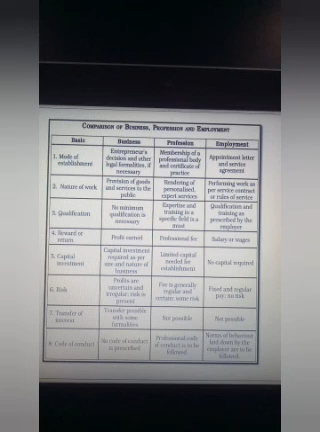 COMPARISON OF BUSINESS, PROFESSION AND EMPLOYMENT
Basic Business Profession Employment
1. Mode of establishment Entrepreneur's decision and other legal formalities, if necessary Membership of a professional body and certificate of practice Appointment letter and service agreement
2. Nature of work Provision of goods and services to the public Rendering of personalised, expert services Performing work as per service contract or rules of service
3. Qualification No minimum qualification is necessary Expertise and training in a specific field is a must Qualification and training as prescribed by the employer
4. Reward or return Profit earned Professional fee Salary or wages
5. Capital investment Capital investment required as per size and nature of business Limited capital needed for establishment No capital required
6. Risk Profits are uncertain and irregular; risk is present Fee is generally regular and certain; some risk Fixed and regular pay; no risk
7. Transfer of interest Transfer possible with some formalities Not possible Not possible
8. Code of conduct No code of conduct is prescribed Professional code of conduct is to be followed Norms of behaviour laid down by the employer are to be followed.